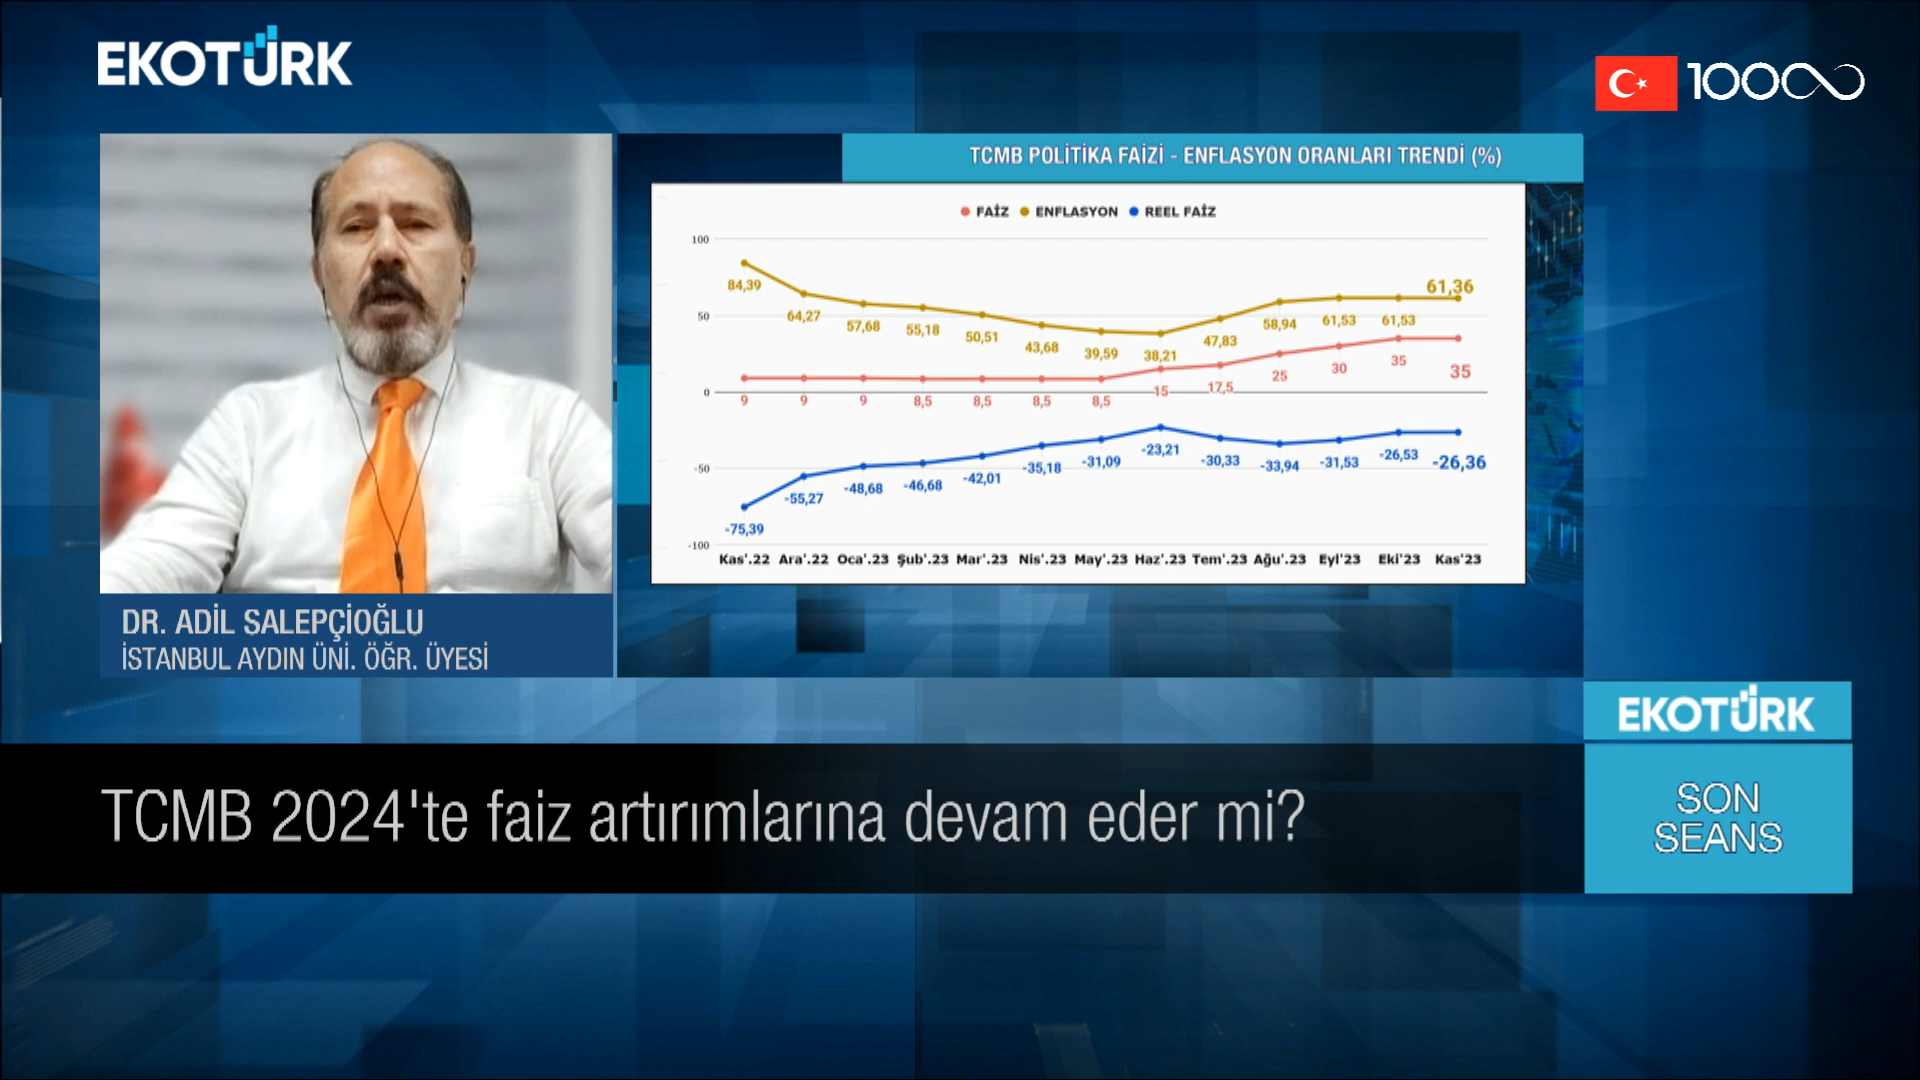 EKOTÜRK
100
TCMB POLİTİKA FAİZİ - ENFLASYON ORANLARI TRENDİ (%)
FAİZ ENFLASYON REEL FAİZ
100
50
0
-50
-100
84,39 64,27 57,68 55,18 50,51 43,68 39,59 38,21 47,83 58,94 61,53 61,53 61,36
9 9 9 8,5 8,5 8,5 8,5 15 17,5 25 30 35 35
-75,39 -55,27 -48,68 -46,68 -42,01 -35,18 -31,09 -23,21 -30,33 -33,94 -31,53 -26,53 -26,36
Kas'.22 Ara'.22 Oca'.23 Şub'.23 Mar'.23 Nis'.23 May'.23 Haz'.23 Tem'.23 Ağu'.23 Eyl'23 Eki'23 Kas'23
DR. ADİL SALEPÇİOĞLU
İSTANBUL AYDIN ÜNİ. ÖĞR. ÜYESİ
EKOTÜRK
TCMB 2024'te faiz artırımlarına devam eder mi?
SON
SEANS